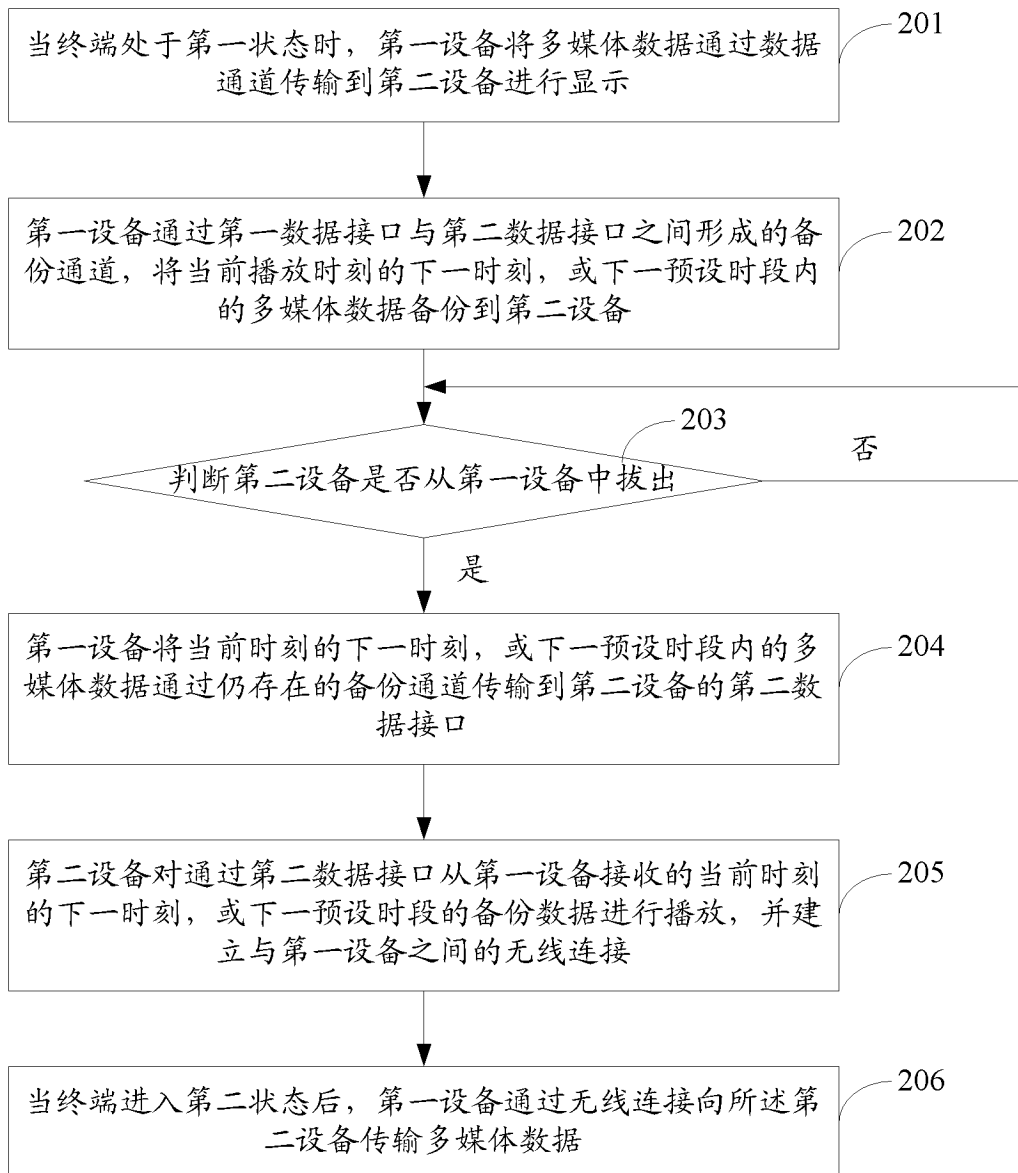 当终端处于第一状态时，第一设备将多媒体数据通过数据
通道传输到第二设备进行显示
201
第一设备通过第一数据接口与第二数据接口之间形成的备
份通道，将当前播放时刻的下一时刻，或下一预设时段内
的多媒体数据备份到第二设备
202
203
判断第二设备是否从第一设备中拔出
否
是
第一设备将当前时刻的下一时刻，或下一预设时段内的多
媒体数据通过仍存在的备份通道传输到第二设备的第二数
据接口
204
第二设备对通过第二数据接口从第一设备接收的当前时刻
的下一时刻，或下一预设时段的备份数据进行播放，并建
立与第一设备之间的无线连接
205
当终端进入第二状态后，第一设备通过无线连接向所述第
二设备传输多媒体数据
206